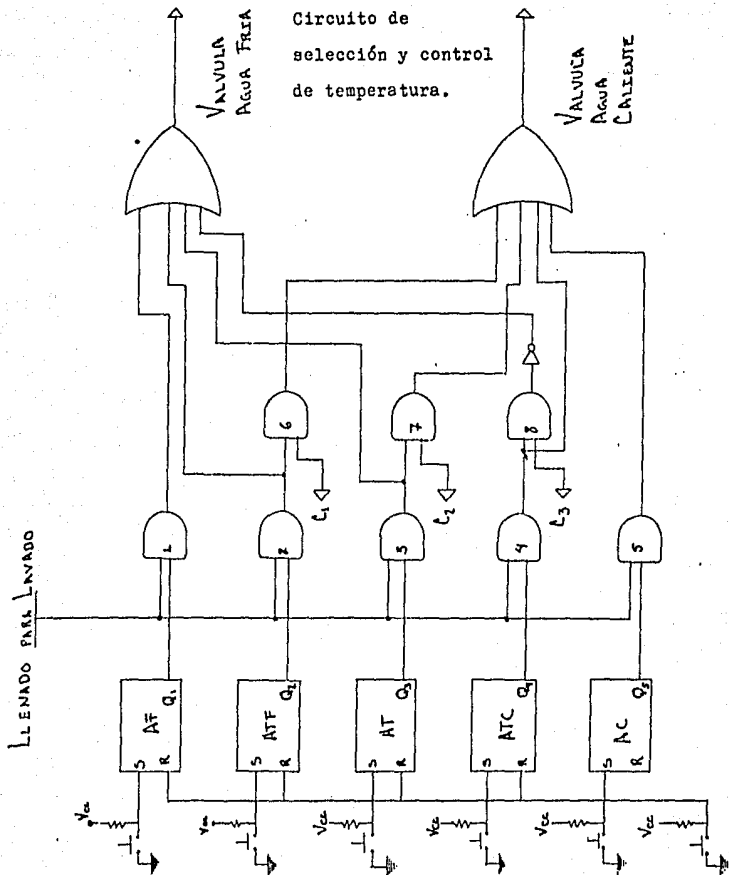 Circuito de
selección y control
de temperatura.
VALVULA
AGUA FRIA
VALVULA
AGUA
CALIENTE
LLENADO PARA LAVADO
1
2
3
4
5
6
7
8
C1
C2
C3
AF
S
R
Q1
ATF
S
R
Q2
AT
S
R
Q3
ATC
S
R
Q4
AC
S
R
Q5
Vcc
Vcc
Vcc
Vcc
Vcc
Vcc